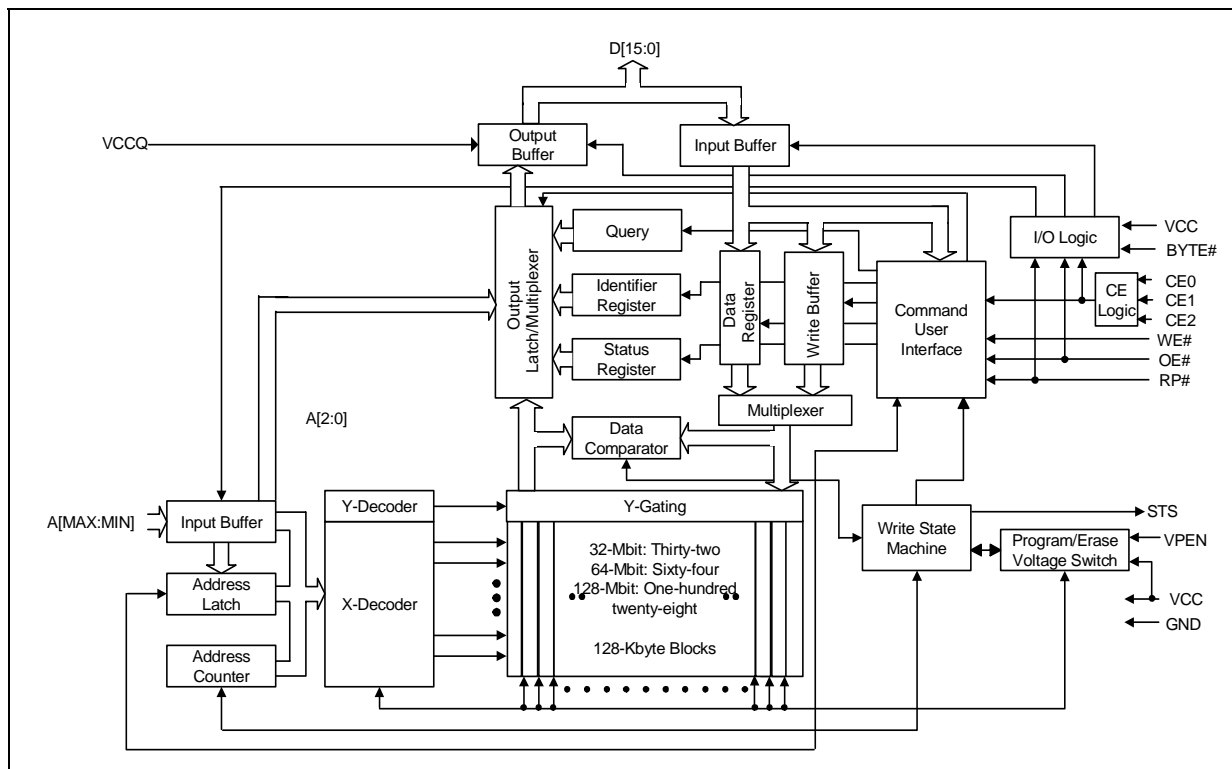 D[15:0]
VCCQ
Output
Buffer
Input Buffer
Output
Latch/Multiplexer
Query
Identifier
Register
Status
Register
Data
Register
Write Buffer
Command
User
Interface
I/O Logic
VCC
BYTE#
CE
Logic
CE0
CE1
CE2
WE#
OE#
RP#
Multiplexer
Data
Comparator
A[2:0]
A[MAX:MIN]
Input Buffer
Y-Decoder
Y-Gating
Address
Latch
X-Decoder
32-Mbit: Thirty-two
64-Mbit: Sixty-four
128-Mbit: One-hundred
twenty-eight
128-Kbyte Blocks
Address
Counter
Write State
Machine
Program/Erase
Voltage Switch
STS
VPEN
VCC
GND